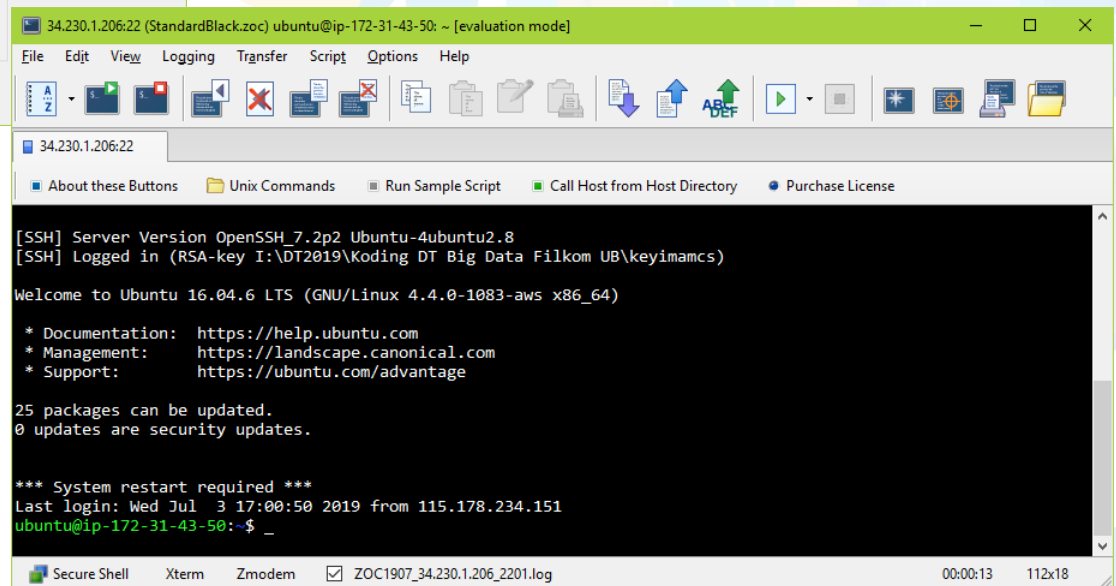 34.230.1.206:22 (StandardBlack.zoc) ubuntu@ip-172-31-43-50: ~ [evaluation mode]
File Edit View Logging Transfer Script Options Help
34.230.1.206:22
About these Buttons Unix Commands Run Sample Script Call Host from Host Directory Purchase License
[SSH] Server Version OpenSSH_7.2p2 Ubuntu-4ubuntu2.8
[SSH] Logged in (RSA-key I:\DT2019\Koding DT Big Data Filkom UB\keyimamcs)
Welcome to Ubuntu 16.04.6 LTS (GNU/Linux 4.4.0-1083-aws x86_64)
* Documentation: https://help.ubuntu.com
* Management: https://landscape.canonical.com
* Support: https://ubuntu.com/advantage
25 packages can be updated.
0 updates are security updates.
*** System restart required ***
Last login: Wed Jul 3 17:00:50 2019 from 115.178.234.151
ubuntu@ip-172-31-43-50:~$ _
Secure Shell Xterm Zmodem ZOC1907_34.230.1.206_2201.log 00:00:13 112x18